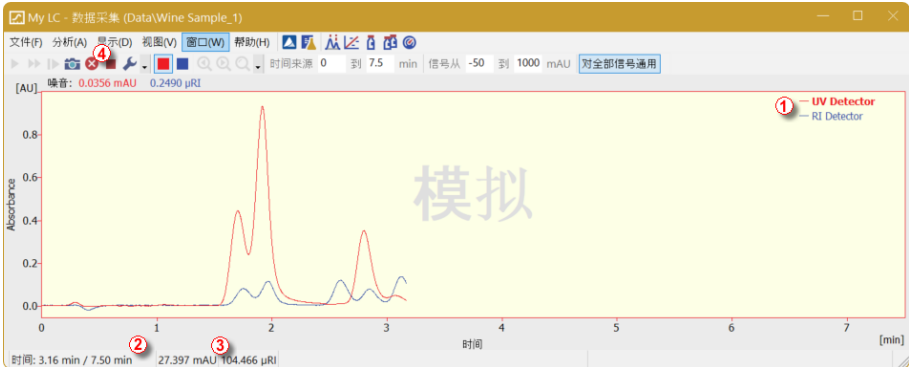 My LC - 数据采集 (Data\Wine Sample_1)
文件(F) 分析(A) 显示(D) 视图(V) 窗口(W) 帮助(H)
④
时间来源 0 到 7.5 min 信号从 -50 到 1000 mAU 对全部信号通用
[AU] 噪音: 0.0356 mAU 0.2490 µRI
① UV Detector
RI Detector
0.8
模拟
0.6
Absorbance
0.4
0.2
0.0
0 1 2 3 4 5 6 7
时间 [min]
② ③
时间: 3.16 min / 7.50 min 27.397 mAU 104.466 µRI